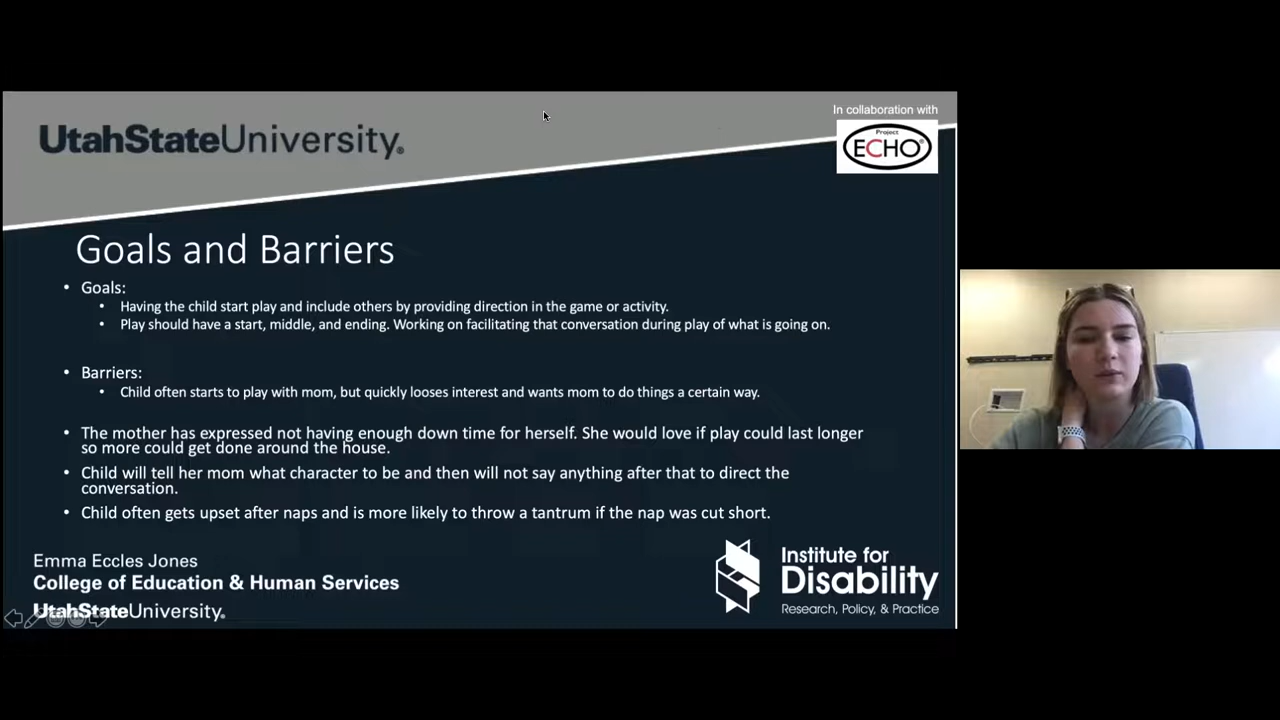 In collaboration with
UtahStateUniversity®
Project
ECHO®
Goals and Barriers
• Goals:
• Having the child start play and include others by providing direction in the game or activity.
• Play should have a start, middle, and ending. Working on facilitating that conversation during play of what is going on.
• Barriers:
• Child often starts to play with mom, but quickly looses interest and wants mom to do things a certain way.
• The mother has expressed not having enough down time for herself. She would love if play could last longer
so more could get done around the house.
• Child will tell her mom what character to be and then will not say anything after that to direct the
conversation.
• Child often gets upset after naps and is more likely to throw a tantrum if the nap was cut short.
Emma Eccles Jones
College of Education & Human Services
UtahStateUniversity®
Institute for
Disability
Research, Policy, & Practice